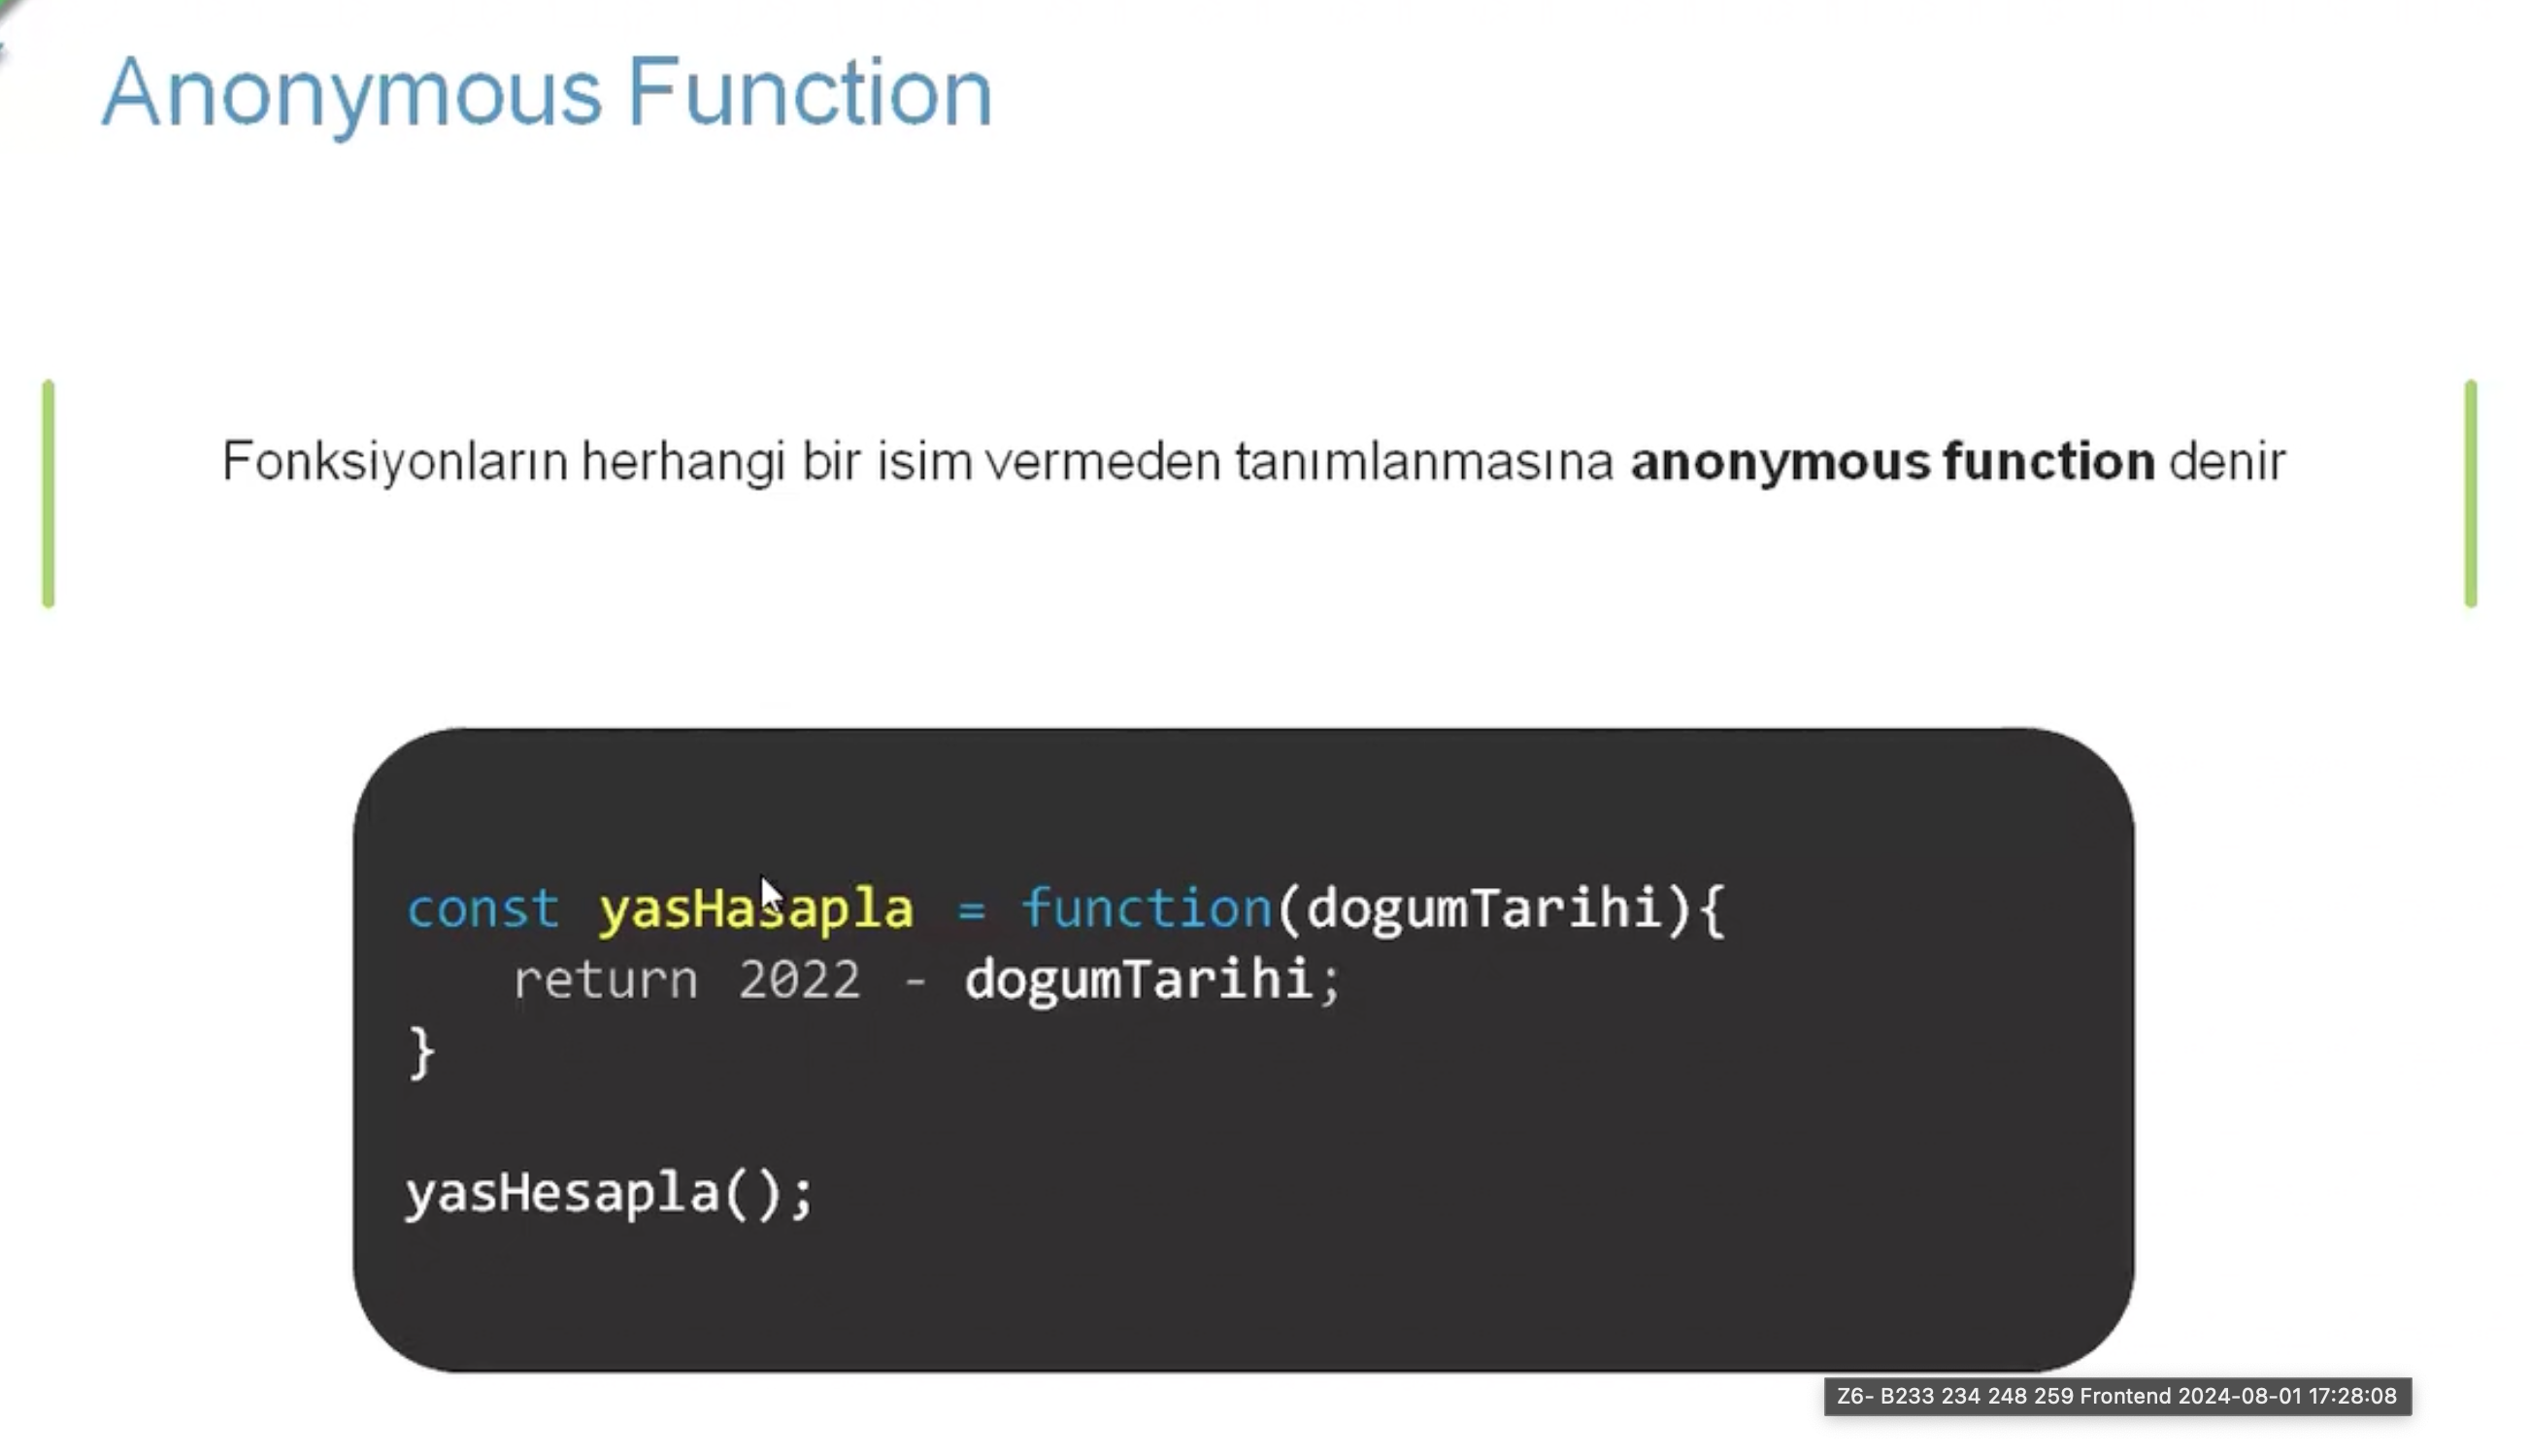 Anonymous Function
Fonksiyonların herhangi bir isim vermeden tanımlanmasına anonymous function denir
const yasHasapla = function(dogumTarihi){
return 2022 - dogumTarihi;
}
yasHesapla();
Z6- B233 234 248 259 Frontend 2024-08-01 17:28:08